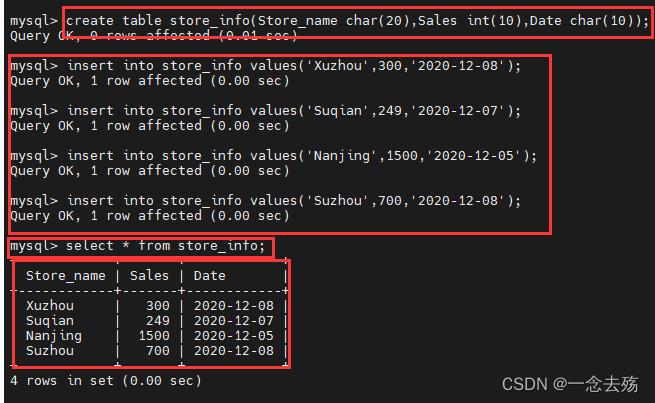 mysql> create table store_info(Store_name char(20),Sales int(10),Date char(10));
Query OK, 0 rows affected (0.01 sec)
mysql> insert into store_info values('Xuzhou',300,'2020-12-08');
Query OK, 1 row affected (0.00 sec)
mysql> insert into store_info values('Suqian',249,'2020-12-07');
Query OK, 1 row affected (0.00 sec)
mysql> insert into store_info values('Nanjing',1500,'2020-12-05');
Query OK, 1 row affected (0.00 sec)
mysql> insert into store_info values('Suzhou',700,'2020-12-08');
Query OK, 1 row affected (0.00 sec)
mysql> select * from store_info;
Store_name | Sales | Date |
Xuzhou | 300 | 2020-12-08 |
Suqian | 249 | 2020-12-07 |
Nanjing | 1500 | 2020-12-05 |
Suzhou | 700 | 2020-12-08 |
4 rows in set (0.00 sec)
CSDN @一念去殇